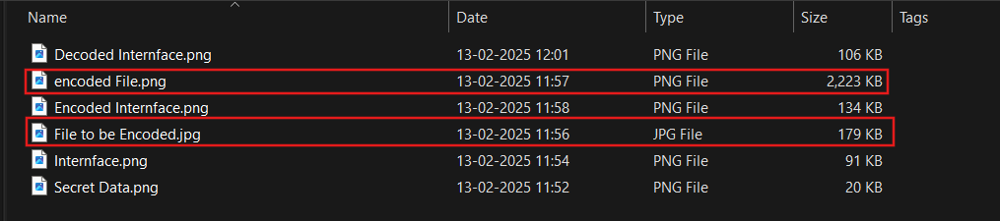 Name Date Type Size Tags
Decoded Internface.png 13-02-2025 12:01 PNG File 106 KB
encoded File.png 13-02-2025 11:57 PNG File 2,223 KB
Encoded Internface.png 13-02-2025 11:58 PNG File 134 KB
File to be Encoded.jpg 13-02-2025 11:56 JPG File 179 KB
Internface.png 13-02-2025 11:54 PNG File 91 KB
Secret Data.png 13-02-2025 11:52 PNG File 20 KB